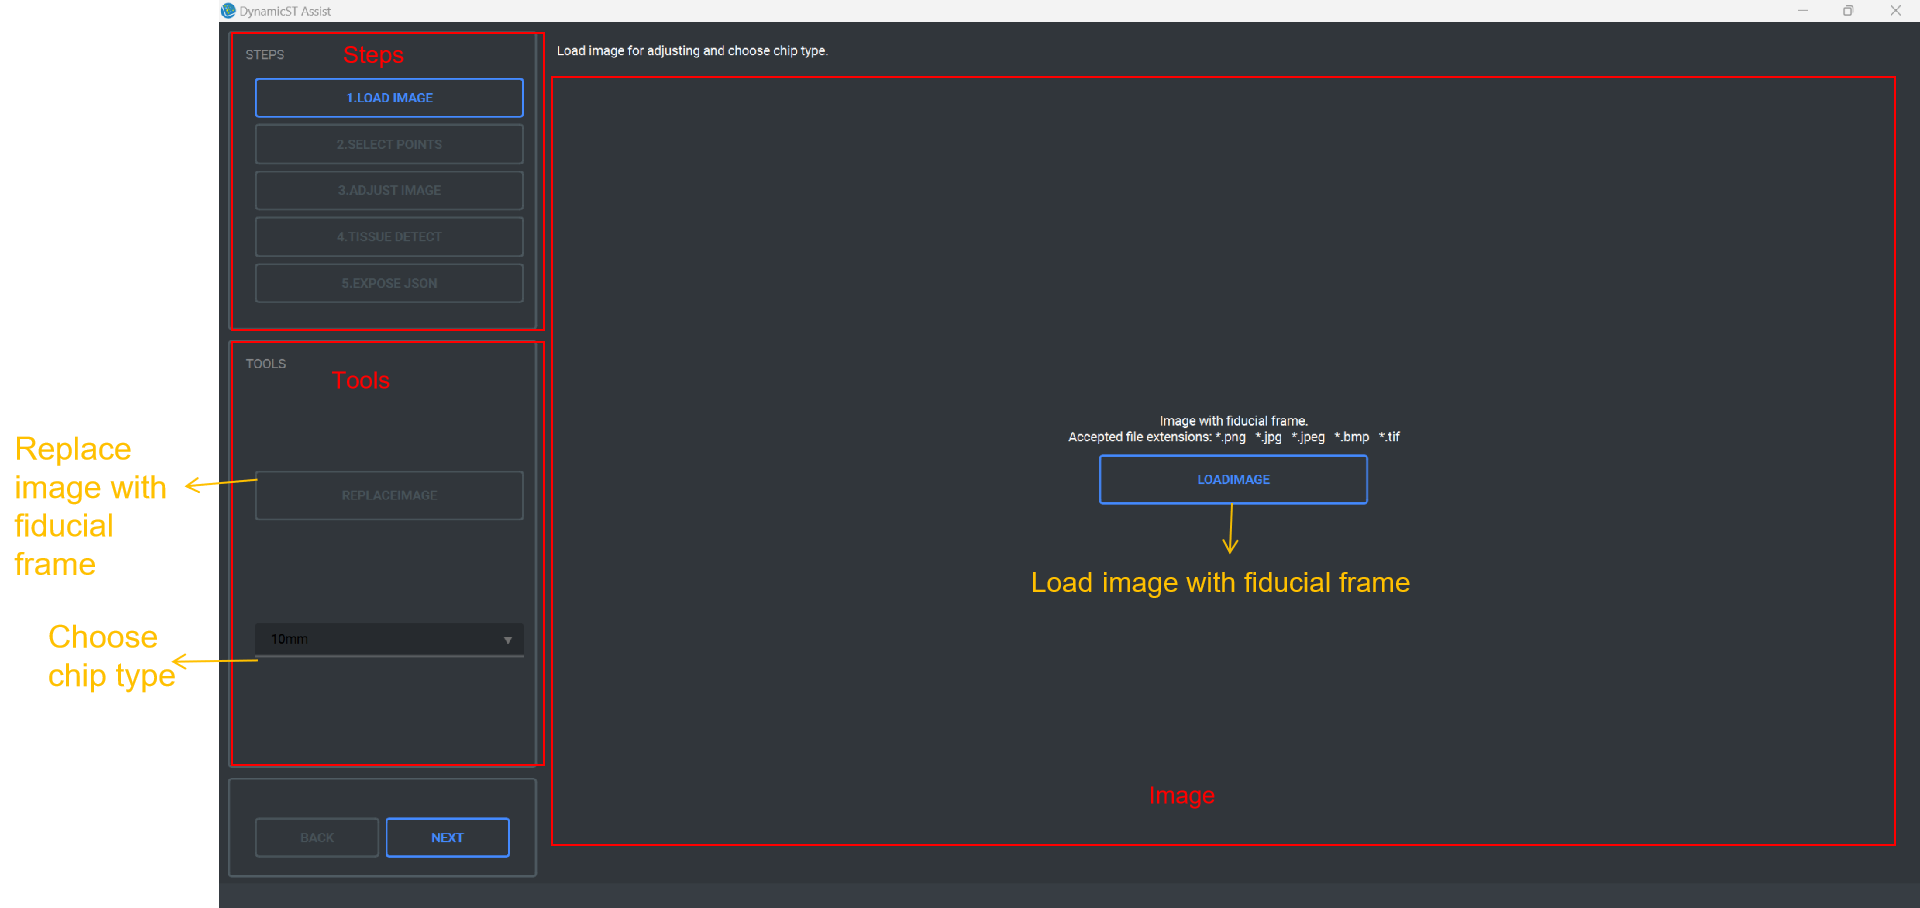 DynamicST Assist
STEPS
Steps
Load image for adjusting and choose chip type.
1.LOAD IMAGE
2.SELECT POINTS
3.ADJUST IMAGE
4.TISSUE DETECT
5.EXPOSE JSON
TOOLS
Tools
Replace
image with
fiducial
frame
REPLACEIMAGE
Image with fiducial frame.
Accepted file extensions: *.png *.jpg *.jpeg *.bmp *.tif
LOADIMAGE
Load image with fiducial frame
Choose
chip type
10mm
Image
BACK
NEXT